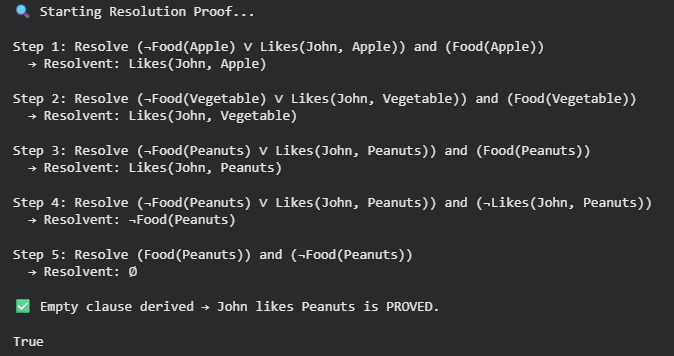 🔍 Starting Resolution Proof...
Step 1: Resolve (¬Food(Apple) ∨ Likes(John, Apple)) and (Food(Apple))
→ Resolvent: Likes(John, Apple)
Step 2: Resolve (¬Food(Vegetable) ∨ Likes(John, Vegetable)) and (Food(Vegetable))
→ Resolvent: Likes(John, Vegetable)
Step 3: Resolve (¬Food(Peanuts) ∨ Likes(John, Peanuts)) and (Food(Peanuts))
→ Resolvent: Likes(John, Peanuts)
Step 4: Resolve (¬Food(Peanuts) ∨ Likes(John, Peanuts)) and (¬Likes(John, Peanuts))
→ Resolvent: ¬Food(Peanuts)
Step 5: Resolve (Food(Peanuts)) and (¬Food(Peanuts))
→ Resolvent: Ø
✅ Empty clause derived → John likes Peanuts is PROVED.
True